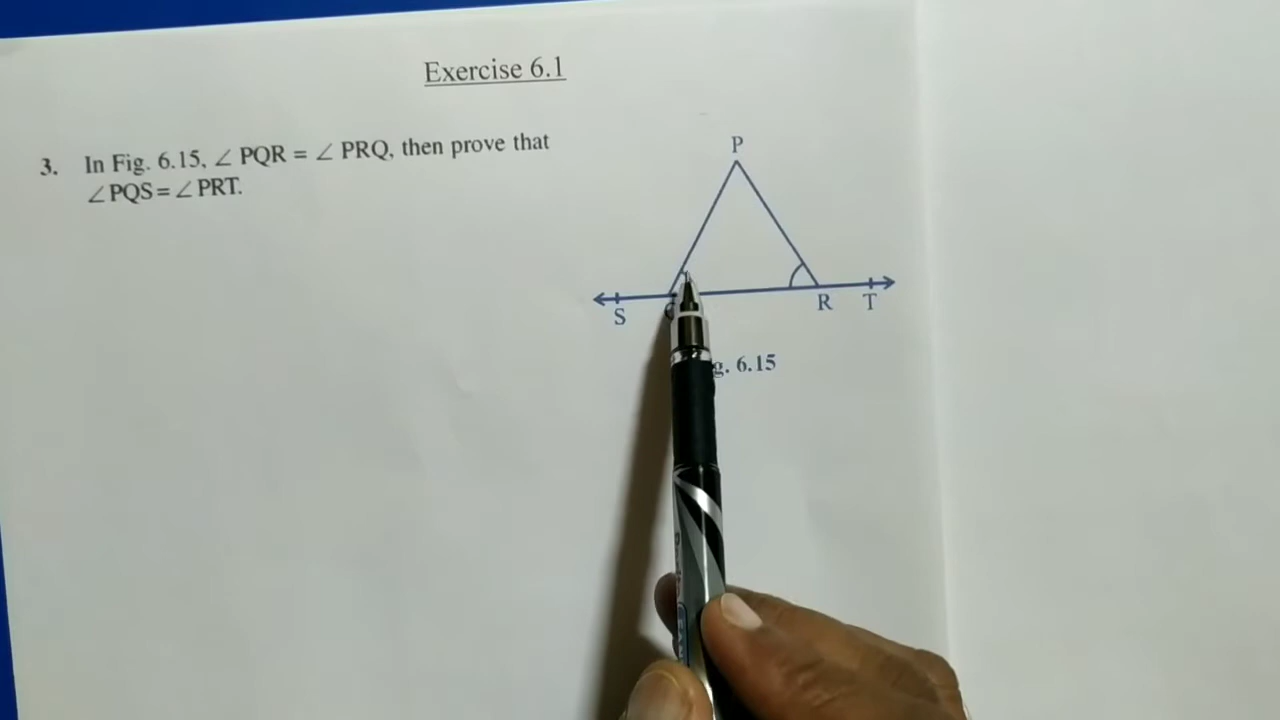 Exercise 6.1
3. In Fig. 6.15, ∠ PQR = ∠ PRQ, then prove that
∠PQS = ∠ PRT.
P
S
R
T
g. 6.15